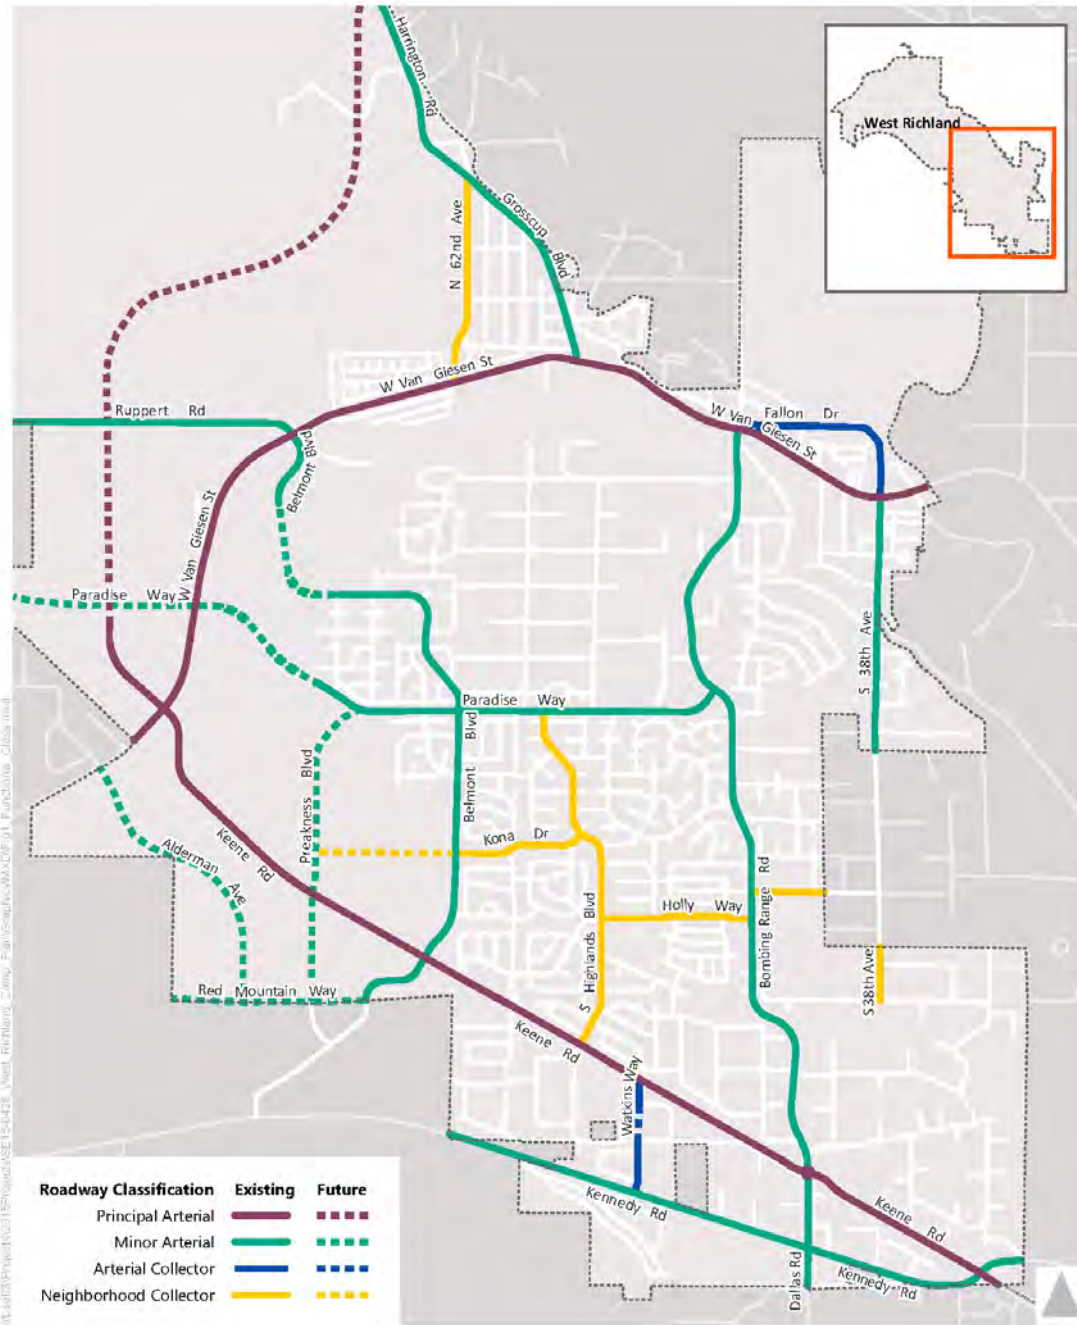 Harrington Rd
Grosscup Blvd
N 62nd Ave
West Richland
W Van Giesen St
Ruppert Rd
Belmont Blvd
W Van Giesen St
Fallon Dr
W Van Giesen St
Paradise Way
S 38th Ave
Paradise Way
Belmont Blvd
Preakness Blvd
Kona Dr
Keene Rd
Alderman Ave
Holly Way
Bombing Range Rd
S Highlands Blvd
S 38th Ave
Red Mountain Way
Keene Rd
Watkins Way
Kennedy Rd
Keene Rd
Dallas Rd
Kennedy Rd
Roadway Classification Existing Future
Principal Arterial
Minor Arterial
Arterial Collector
Neighborhood Collector